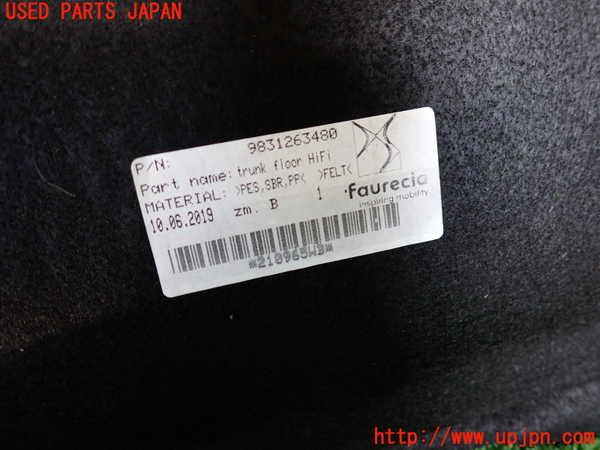 USED PARTS JAPAN
P/N: 9831263480
Part name: trunk floor HiFi
MATERIAL: >PES,SBR,PP< >FELT<
10.06.2019 zm. B 1
faurecia
inspiring mobility
*210965WB*
http://www.upjpn.com/